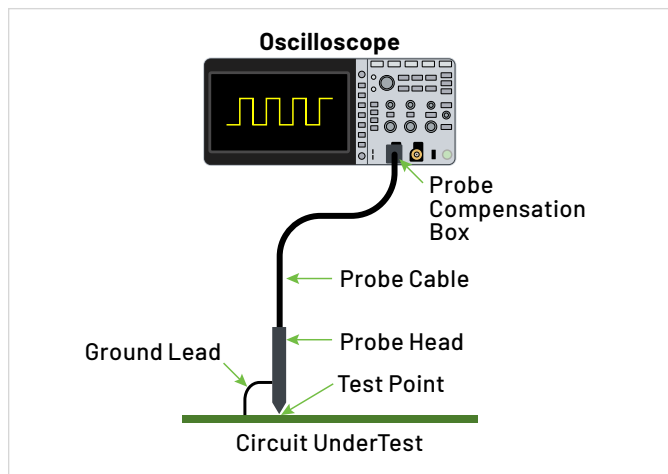 Oscilloscope
Probe
Compensation
Box
Probe Cable
Probe Head
Ground Lead
Test Point
Circuit UnderTest